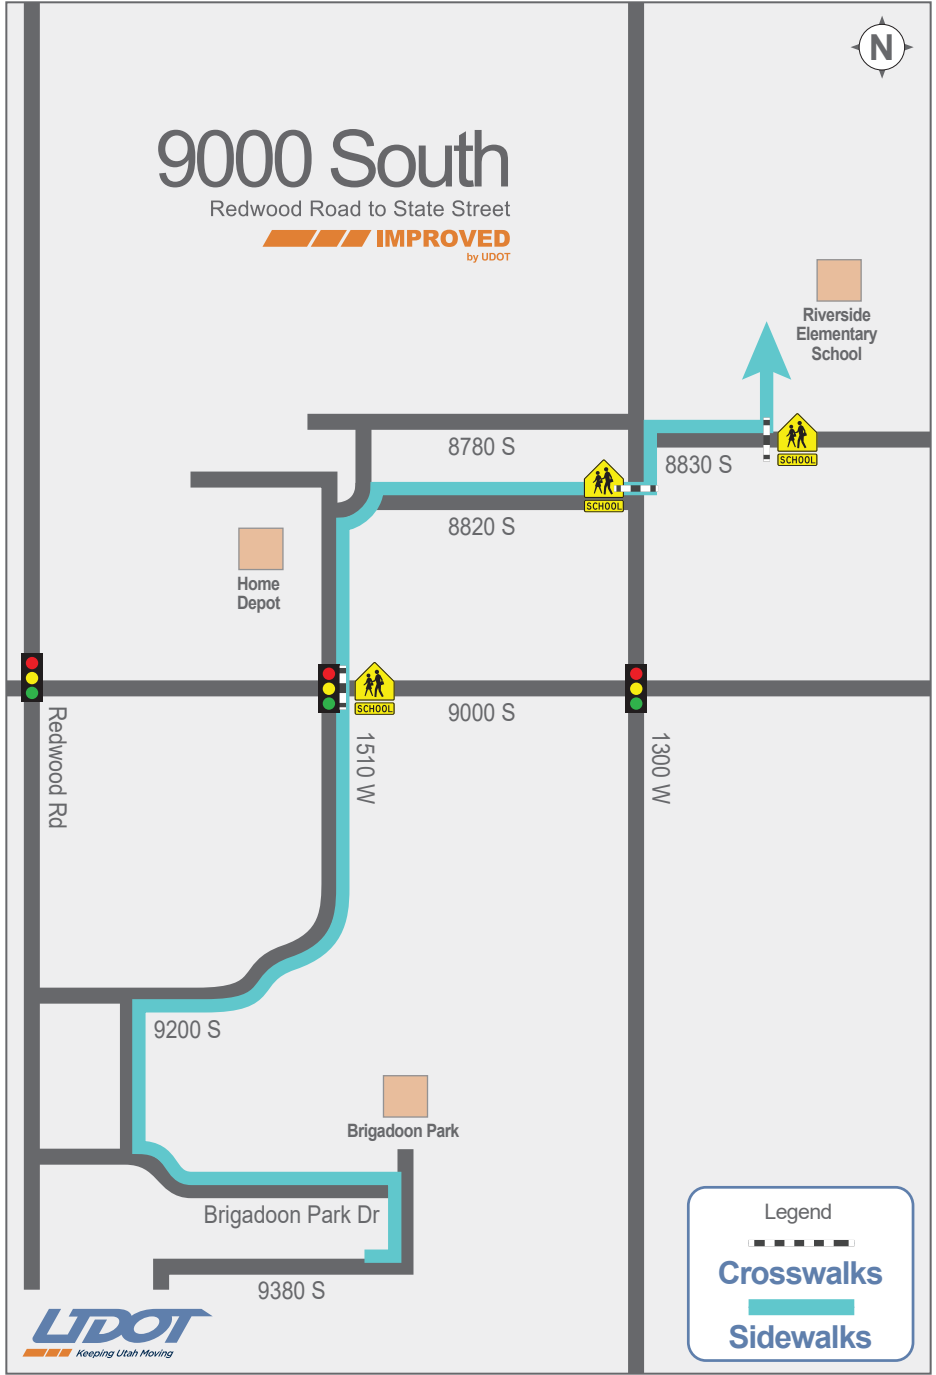 N
9000 South
Redwood Road to State Street
IMPROVED
by UDOT
Riverside
Elementary
School
8780 S
8830 S
SCHOOL
SCHOOL
8820 S
Home
Depot
SCHOOL
9000 S
Redwood Rd
1510 W
1300 W
9200 S
Brigadoon Park
Brigadoon Park Dr
9380 S
Legend
Crosswalks
Sidewalks
UDOT
Keeping Utah Moving